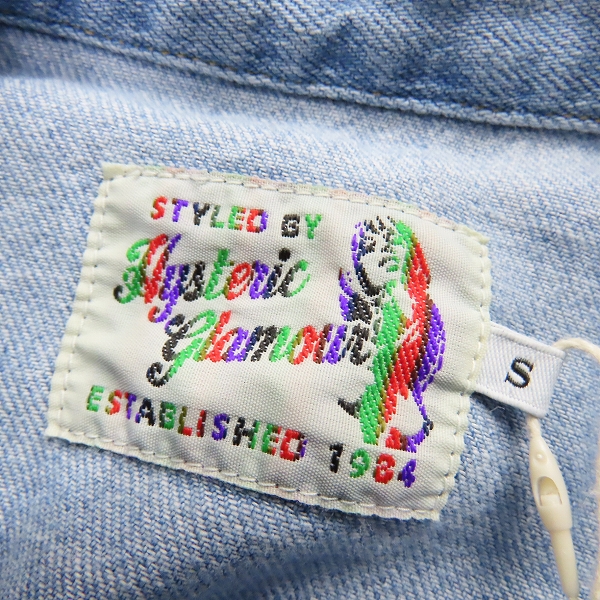 STYLED BY
Hysteric
Glamour
ESTABLISHED 1984
S